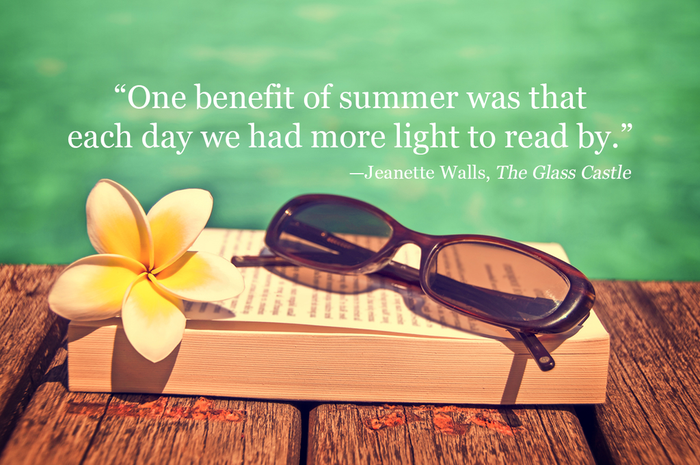 “One benefit of summer was that
each day we had more light to read by.”
—Jeanette Walls, The Glass Castle